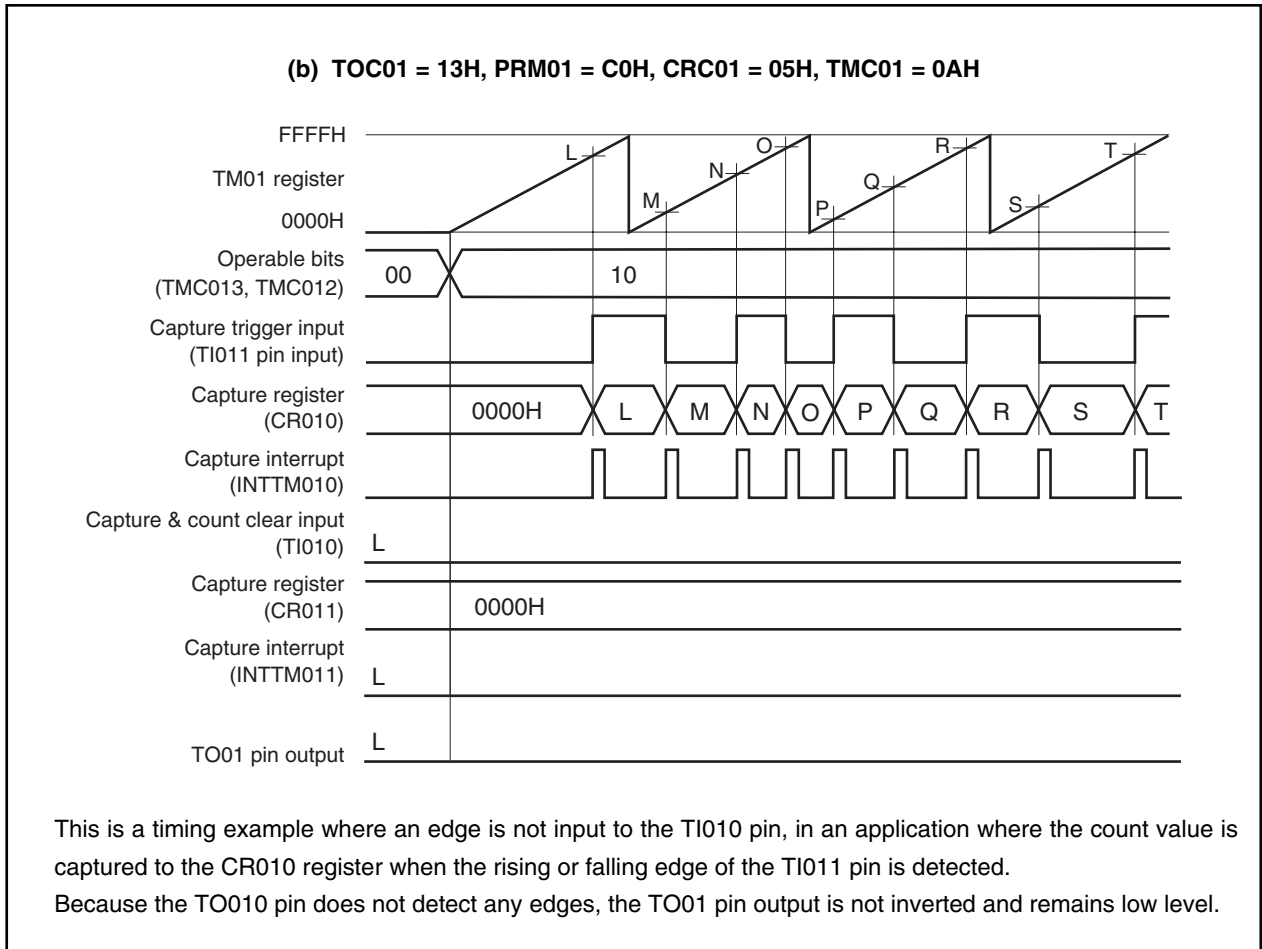 (b) TOC01 = 13H, PRM01 = C0H, CRC01 = 05H, TMC01 = 0AH
FFFFH
TM01 register
0000H
L
M
N
O
P
Q
R
S
T
Operable bits
(TMC013, TMC012)
00
10
Capture trigger input
(TI011 pin input)
Capture register
(CR010)
0000H
L
M
N
O
P
Q
R
S
T
Capture interrupt
(INTTM010)
Capture & count clear input
(TI010)
L
Capture register
(CR011)
0000H
Capture interrupt
(INTTM011)
L
TO01 pin output
L
This is a timing example where an edge is not input to the TI010 pin, in an application where the count value is
captured to the CR010 register when the rising or falling edge of the TI011 pin is detected.
Because the TO010 pin does not detect any edges, the TO01 pin output is not inverted and remains low level.